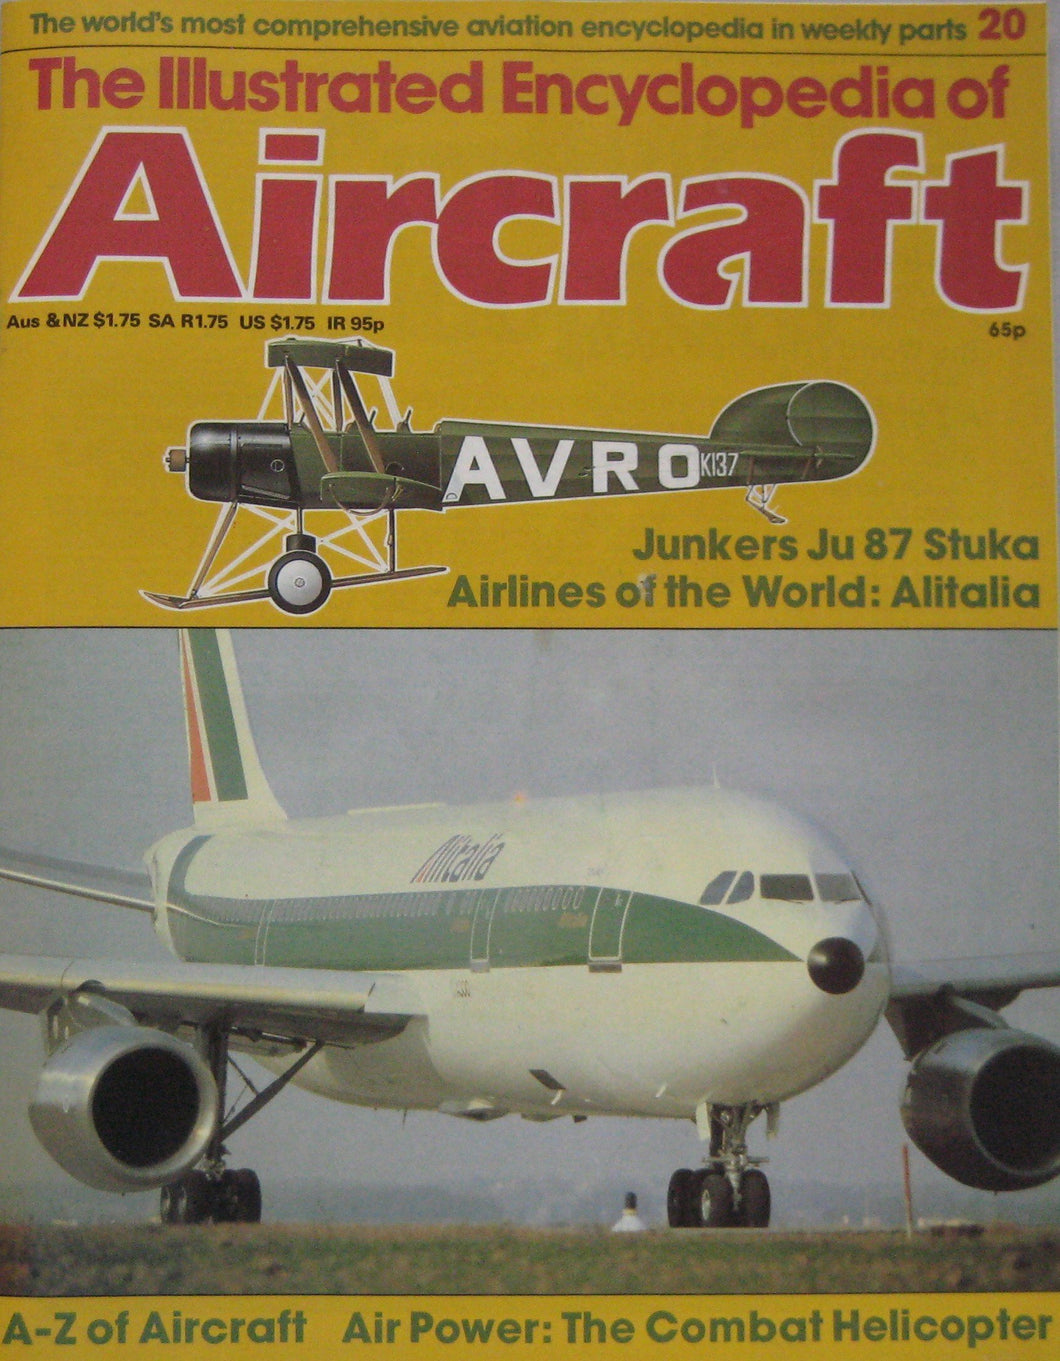 The world's most comprehensive aviation encyclopedia in weekly parts 20
The Illustrated Encyclopedia of
Aircraft
Aus & NZ $1.75 SA R1.75 US $1.75 IR 95p
65p
AVRO K137
Junkers Ju 87 Stuka
Airlines of the World: Alitalia
Alitalia
A-Z of Aircraft Air Power: The Combat Helicopter